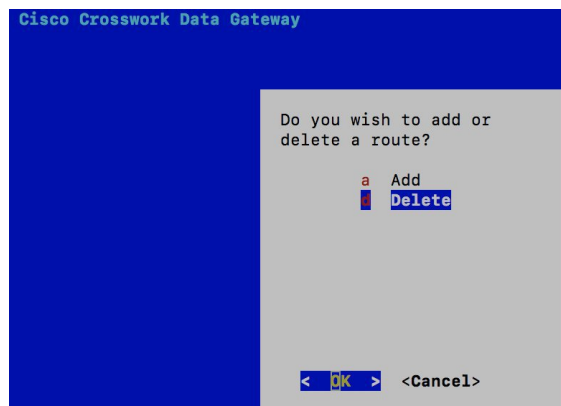 Cisco Crosswork Data Gateway
Do you wish to add or
delete a route?
a Add
d Delete
< OK > <Cancel>